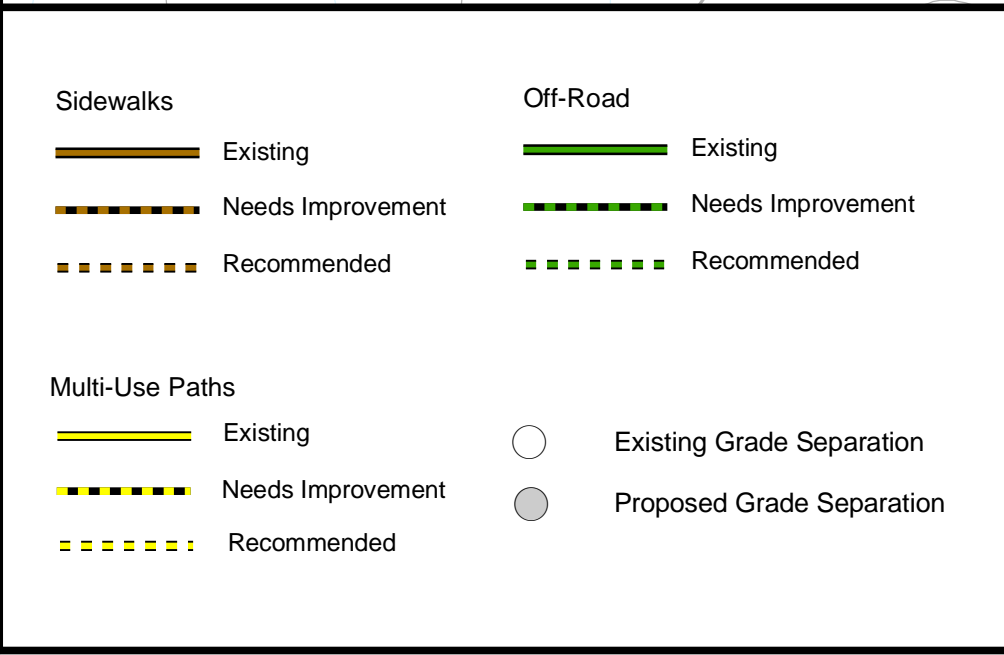 Sidewalks
Existing
Needs Improvement
Recommended
Off-Road
Existing
Needs Improvement
Recommended
Multi-Use Paths
Existing
Needs Improvement
Recommended
Existing Grade Separation
Proposed Grade Separation